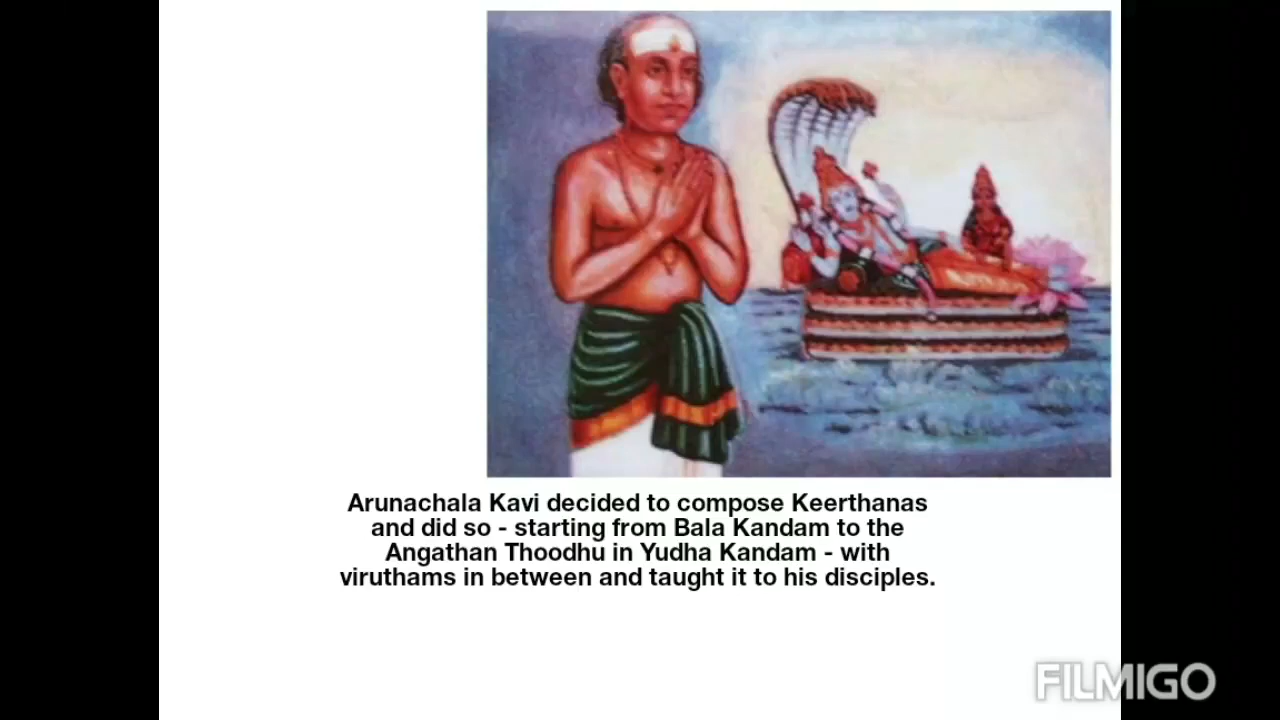 Arunachala Kavi decided to compose Keerthanas
and did so - starting from Bala Kandam to the
Angathan Thoodhu in Yudha Kandam - with
viruthams in between and taught it to his disciples.
FILMIGO